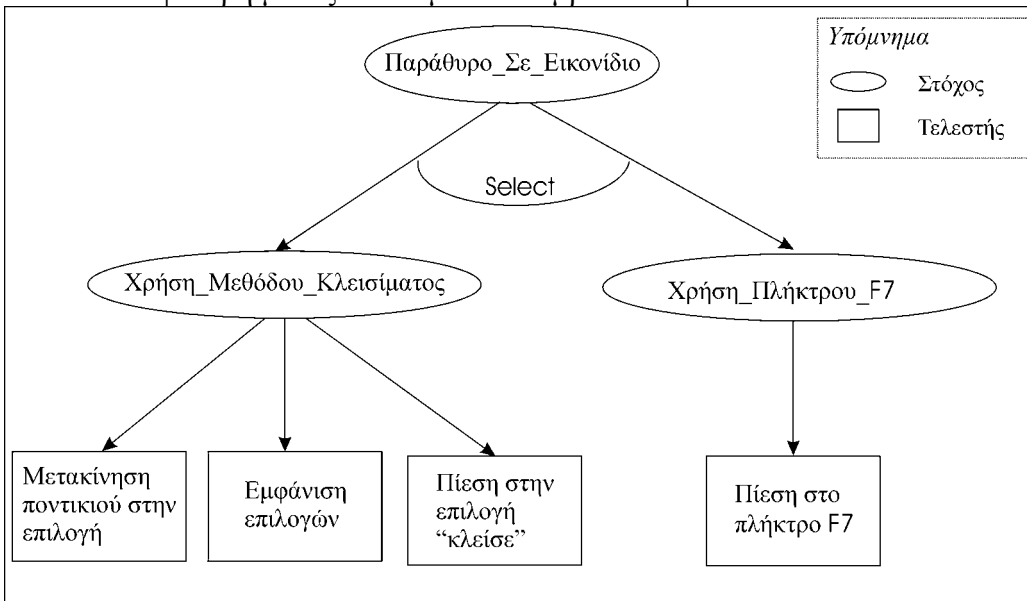 Παράθυρο_Σε_Εικονίδιο
Υπόμνημα
Στόχος
Τελεστής
Select
Χρήση_Μεθόδου_Κλεισίματος
Χρήση_Πλήκτρου_F7
Μετακίνηση
ποντικιού στην
επιλογή
Εμφάνιση
επιλογών
Πίεση στην
επιλογή
“κλείσε”
Πίεση στο
πλήκτρο F7